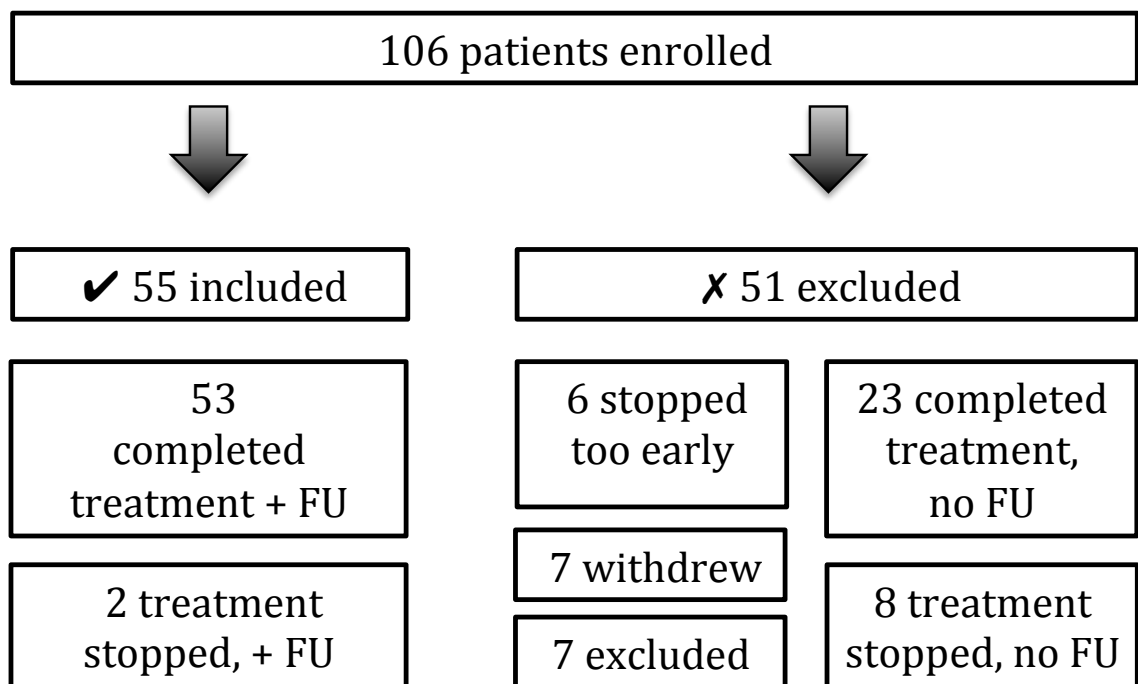 106 patients enrolled
✔ 55 included
✗ 51 excluded
53
completed
treatment + FU
2 treatment
stopped, + FU
6 stopped
too early
7 withdrew
7 excluded
23 completed
treatment,
no FU
8 treatment
stopped, no FU